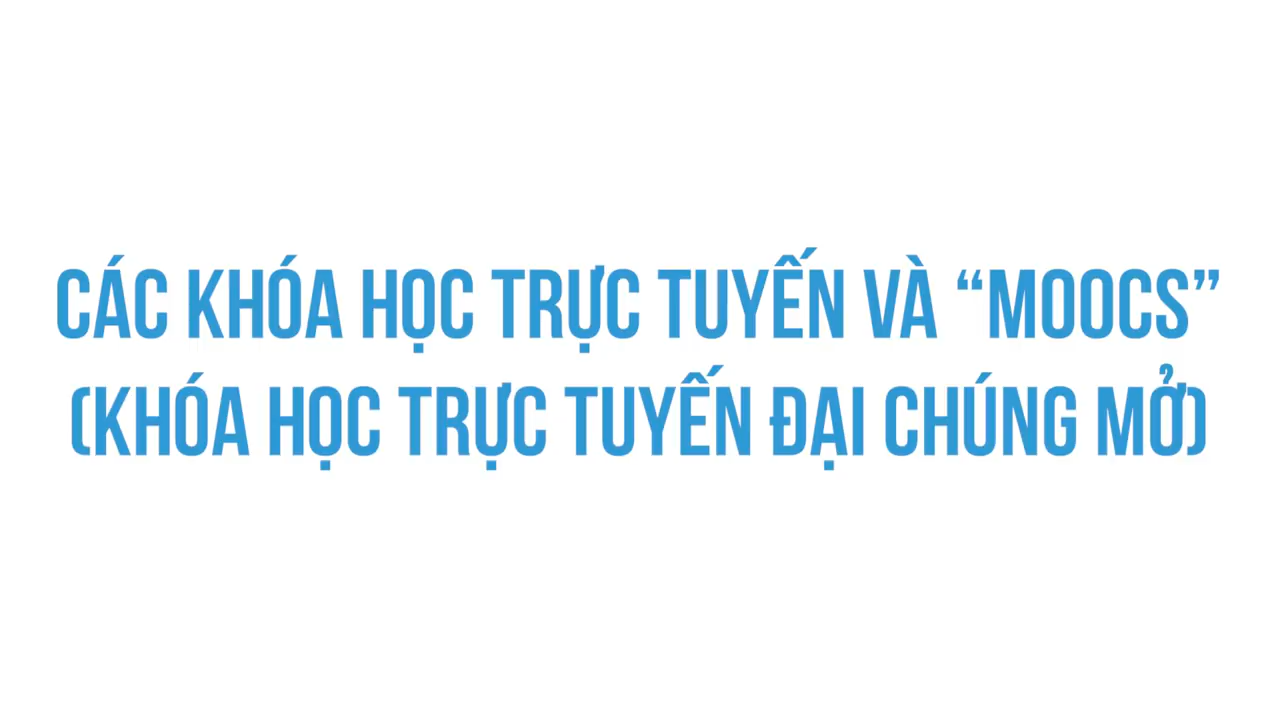 CÁC KHÓA HỌC TRỰC TUYẾN VÀ “MOOCS”
(KHÓA HỌC TRỰC TUYẾN ĐẠI CHÚNG MỞ)